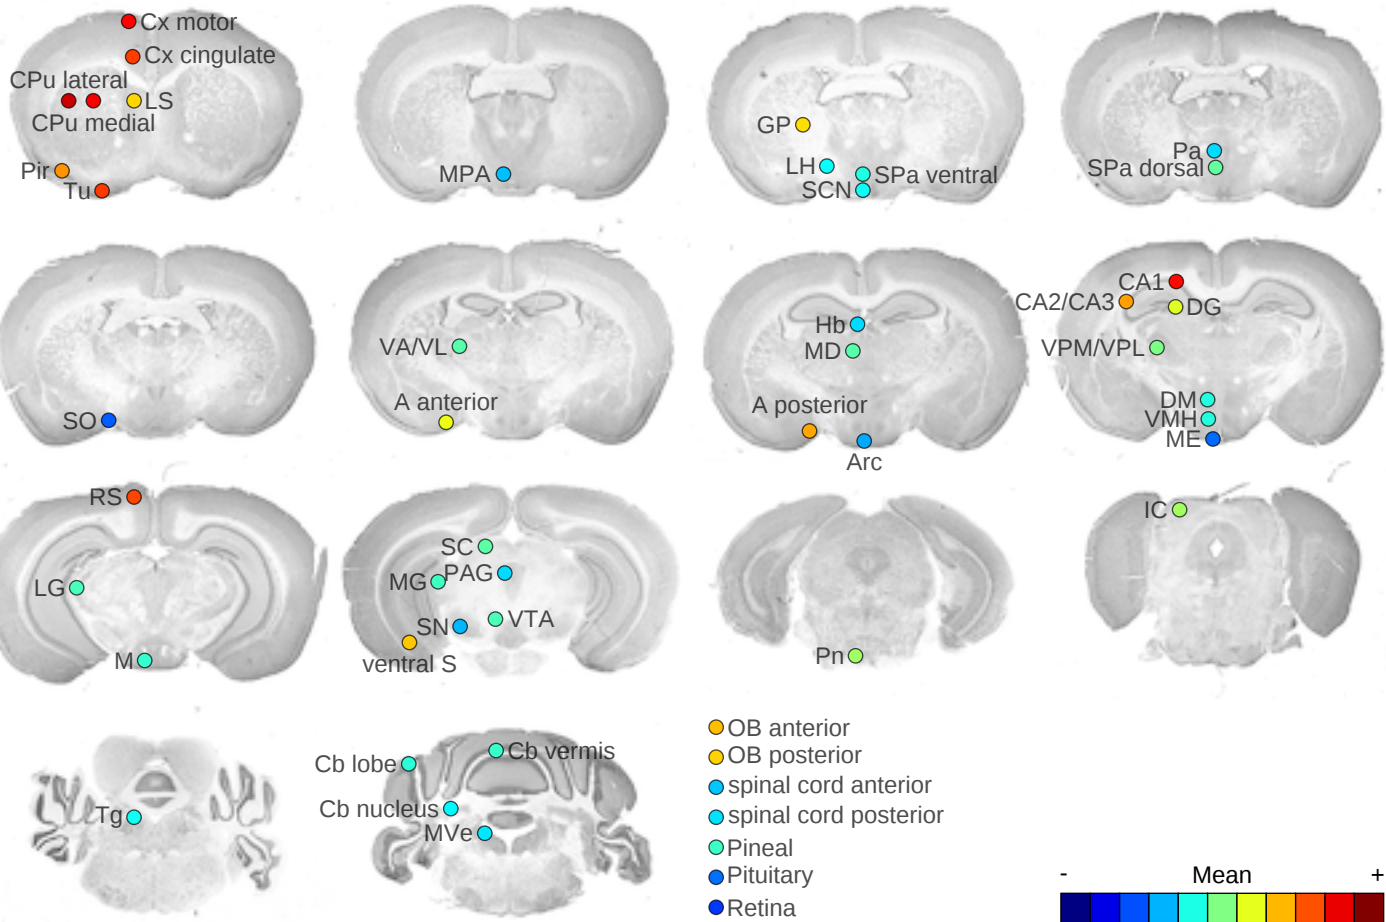 Cx motor
Cx cingulate
CPu lateral
LS
CPu medial
Pir
Tu
MPA
GP
LH
SPa ventral
SCN
Pa
SPa dorsal
SO
VA/VL
A anterior
Hb
MD
A posterior
Arc
CA1
CA2/CA3
DG
VPM/VPL
DM
VMH
ME
RS
LG
M
SC
MG
PAG
SN
VTA
ventral S
Pn
IC
Tg
Cb lobe
Cb vermis
Cb nucleus
MVe
OB anterior
OB posterior
spinal cord anterior
spinal cord posterior
Pineal
Pituitary
Retina
- Mean +